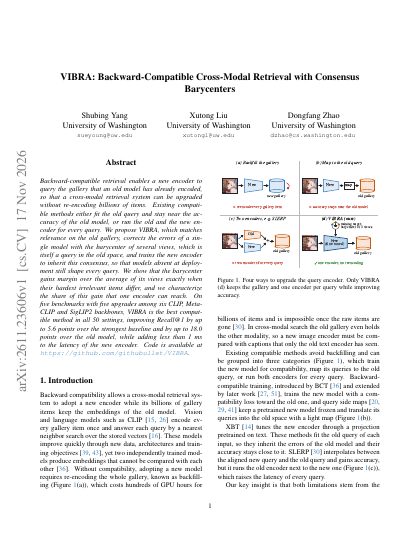 VIBRA: Backward-Compatible Cross-Modal Retrieval with Consensus
Barycenters
Shubing Yang
University of Washington
sueyoung@uw.edu
Xutong Liu
University of Washington
xutongl@uw.edu
Dongfang Zhao
University of Washington
dzhao@cs.washington.edu
arXiv:2611.23606v1 [cs.CV] 17 Nov 2026
Abstract
Backward-compatible retrieval enables a new encoder to
query the gallery that an old model has already encoded, so
that a cross-modal retrieval system can be upgraded
without re-encoding billions of items. Existing compati-
ble methods either fit the old query and stay near the ac-
curacy of the old model, or run the old and the new en-
coder for every query. We propose VIBRA, which matches
relevance on the old gallery, corrects the errors of a sin-
gle model with the barycenter of several views, which is
itself a query in the old space, and trains the new encoder
to inherit this consensus, so that models absent at deploy-
ment still shape every query. We show that the barycenter
gains margin over the average of its views exactly when
their hardest irrelevant items differ, and we characterize
the share of this gain that one encoder can reach. On
five benchmarks with five upgrades among six CLIP, Meta-
CLIP and SigLIP2 backbones, VIBRA is the best compati-
ble method in all 50 settings, improving Recall@1 by up
to 5.6 points over the strongest baseline and by up to 18.0
points over the old model, while adding less than 1 ms
to the latency of the new encoder. Code is available at
https://github.com/githubollst/VIBRA.
1. Introduction
Backward compatibility allows a cross-modal retrieval sys-
tem to adopt a new encoder while its billions of gallery
items keep the embeddings of the old model. Vision
and language models such as CLIP [15, 26] encode ev-
ery gallery item once and answer each query by a nearest
neighbor search over the stored vectors [16]. These models
improve quickly through new data, architectures and train-
ing objectives [39, 43], yet two independently trained mod-
els produce embeddings that cannot be compared with each
other [36]. Without compatibility, adopting a new model
requires re-encoding the whole gallery, known as backfill-
ing (Figure 1(a)), which costs hundreds of GPU hours for
(a) Backfill the gallery
New
new gallery
(b) Map to the old query
New
map
old gallery
(c) Two encoders, e.g. SLERP
Old
New
old gallery
(d) VIBRA (ours)
New
old gallery
Figure 1. Four ways to upgrade the query encoder. Only VIBRA
(d) keeps the gallery and one encoder per query while improving
accuracy.
billions of items and is impossible once the raw items are
gone [30]. In cross-modal search the old gallery even holds
the other modality, so a new image encoder must be com-
pared with captions that only the old text encoder has seen.
Existing compatible methods avoid backfilling and can
be grouped into three categories (Figure 1), which train
the new model for compatibility, map its queries to the
old query, or run both encoders for every query. Backward-
compatible training, introduced by BCT [36] and extended
by later work [27, 51], trains the new model with a com-
patibility loss toward the old one, and query side maps [20,
29, 41] keep a pretrained new model frozen and translate its
queries into the old space with a light map (Figure 1(b)).
XBT [14] tunes the new encoder through a projection
pretrained on text. These methods fit the old query of each
input, so they inherit the errors of the old model and their
accuracy stays close to it. SLERP [30] interpolates between
the aligned new query and the old query and gains accuracy,
but it runs the old encoder next to the new one (Figure 1(c)),
which raises the latency of every query.
Our key insight is that both limitations stem from the
1